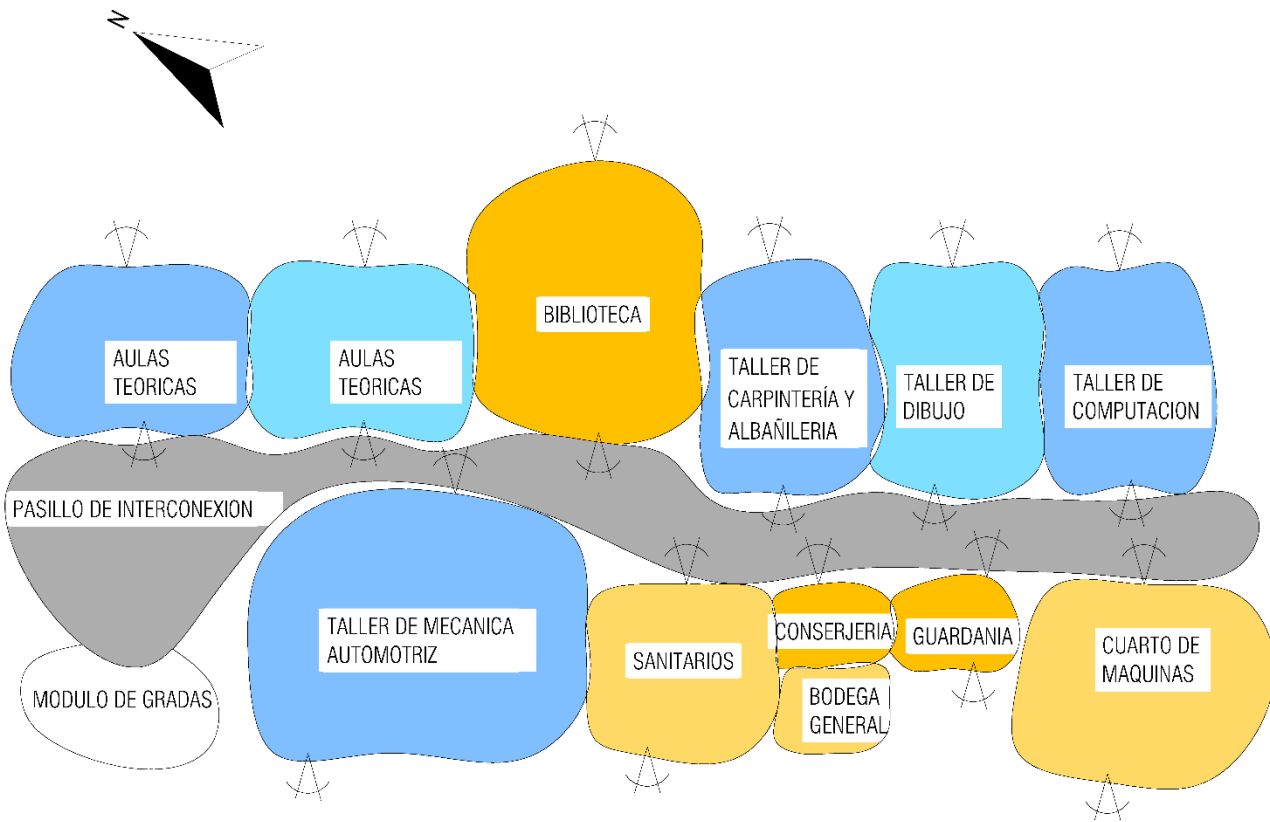 N
BIBLIOTECA
AULAS
TEORICAS
AULAS
TEORICAS
TALLER DE
CARPINTERÍA Y
ALBAÑILERIA
TALLER DE
DIBUJO
TALLER DE
COMPUTACION
PASILLO DE INTERCONEXION
TALLER DE MECANICA
AUTOMOTRIZ
SANITARIOS
CONSERJERIA
GUARDANIA
CUARTO DE
MAQUINAS
MODULO DE GRADAS
BODEGA
GENERAL